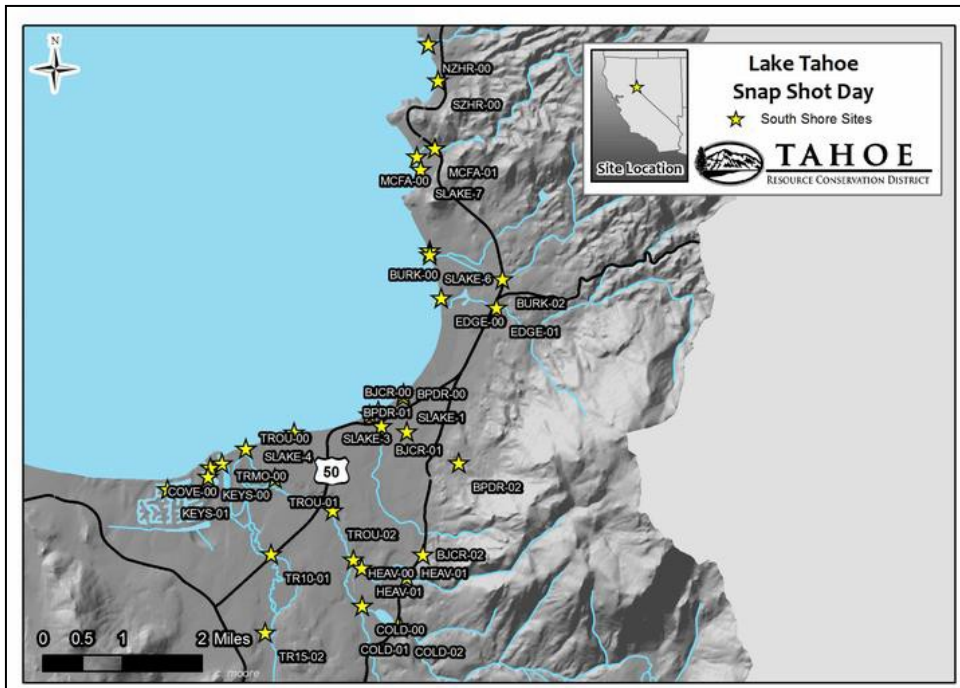 N
Lake Tahoe
Snap Shot Day
South Shore Sites
Site Location
TAHOE
RESOURCE CONSERVATION DISTRICT
NZHR-00
SZHR-00
MCFA-01
MCFA-00
SLAKE-7
BURK-00
SLAKE-6
BURK-02
EDGE-00
EDGE-01
BJCR-00
BPDR-00
BPDR-01
SLAKE-1
SLAKE-3
BJCR-01
TROU-00
SLAKE-4
50
BPDR-02
TRMO-00
COVE-00
KEYS-00
KEYS-01
TROU-01
TROU-02
BJCR-02
HEAV-00
HEAV-01
TR10-01
HEAV-01
COLD-00
COLD-01
COLD-02
TR15-02
0 0.5 1 2 Miles
c. moore